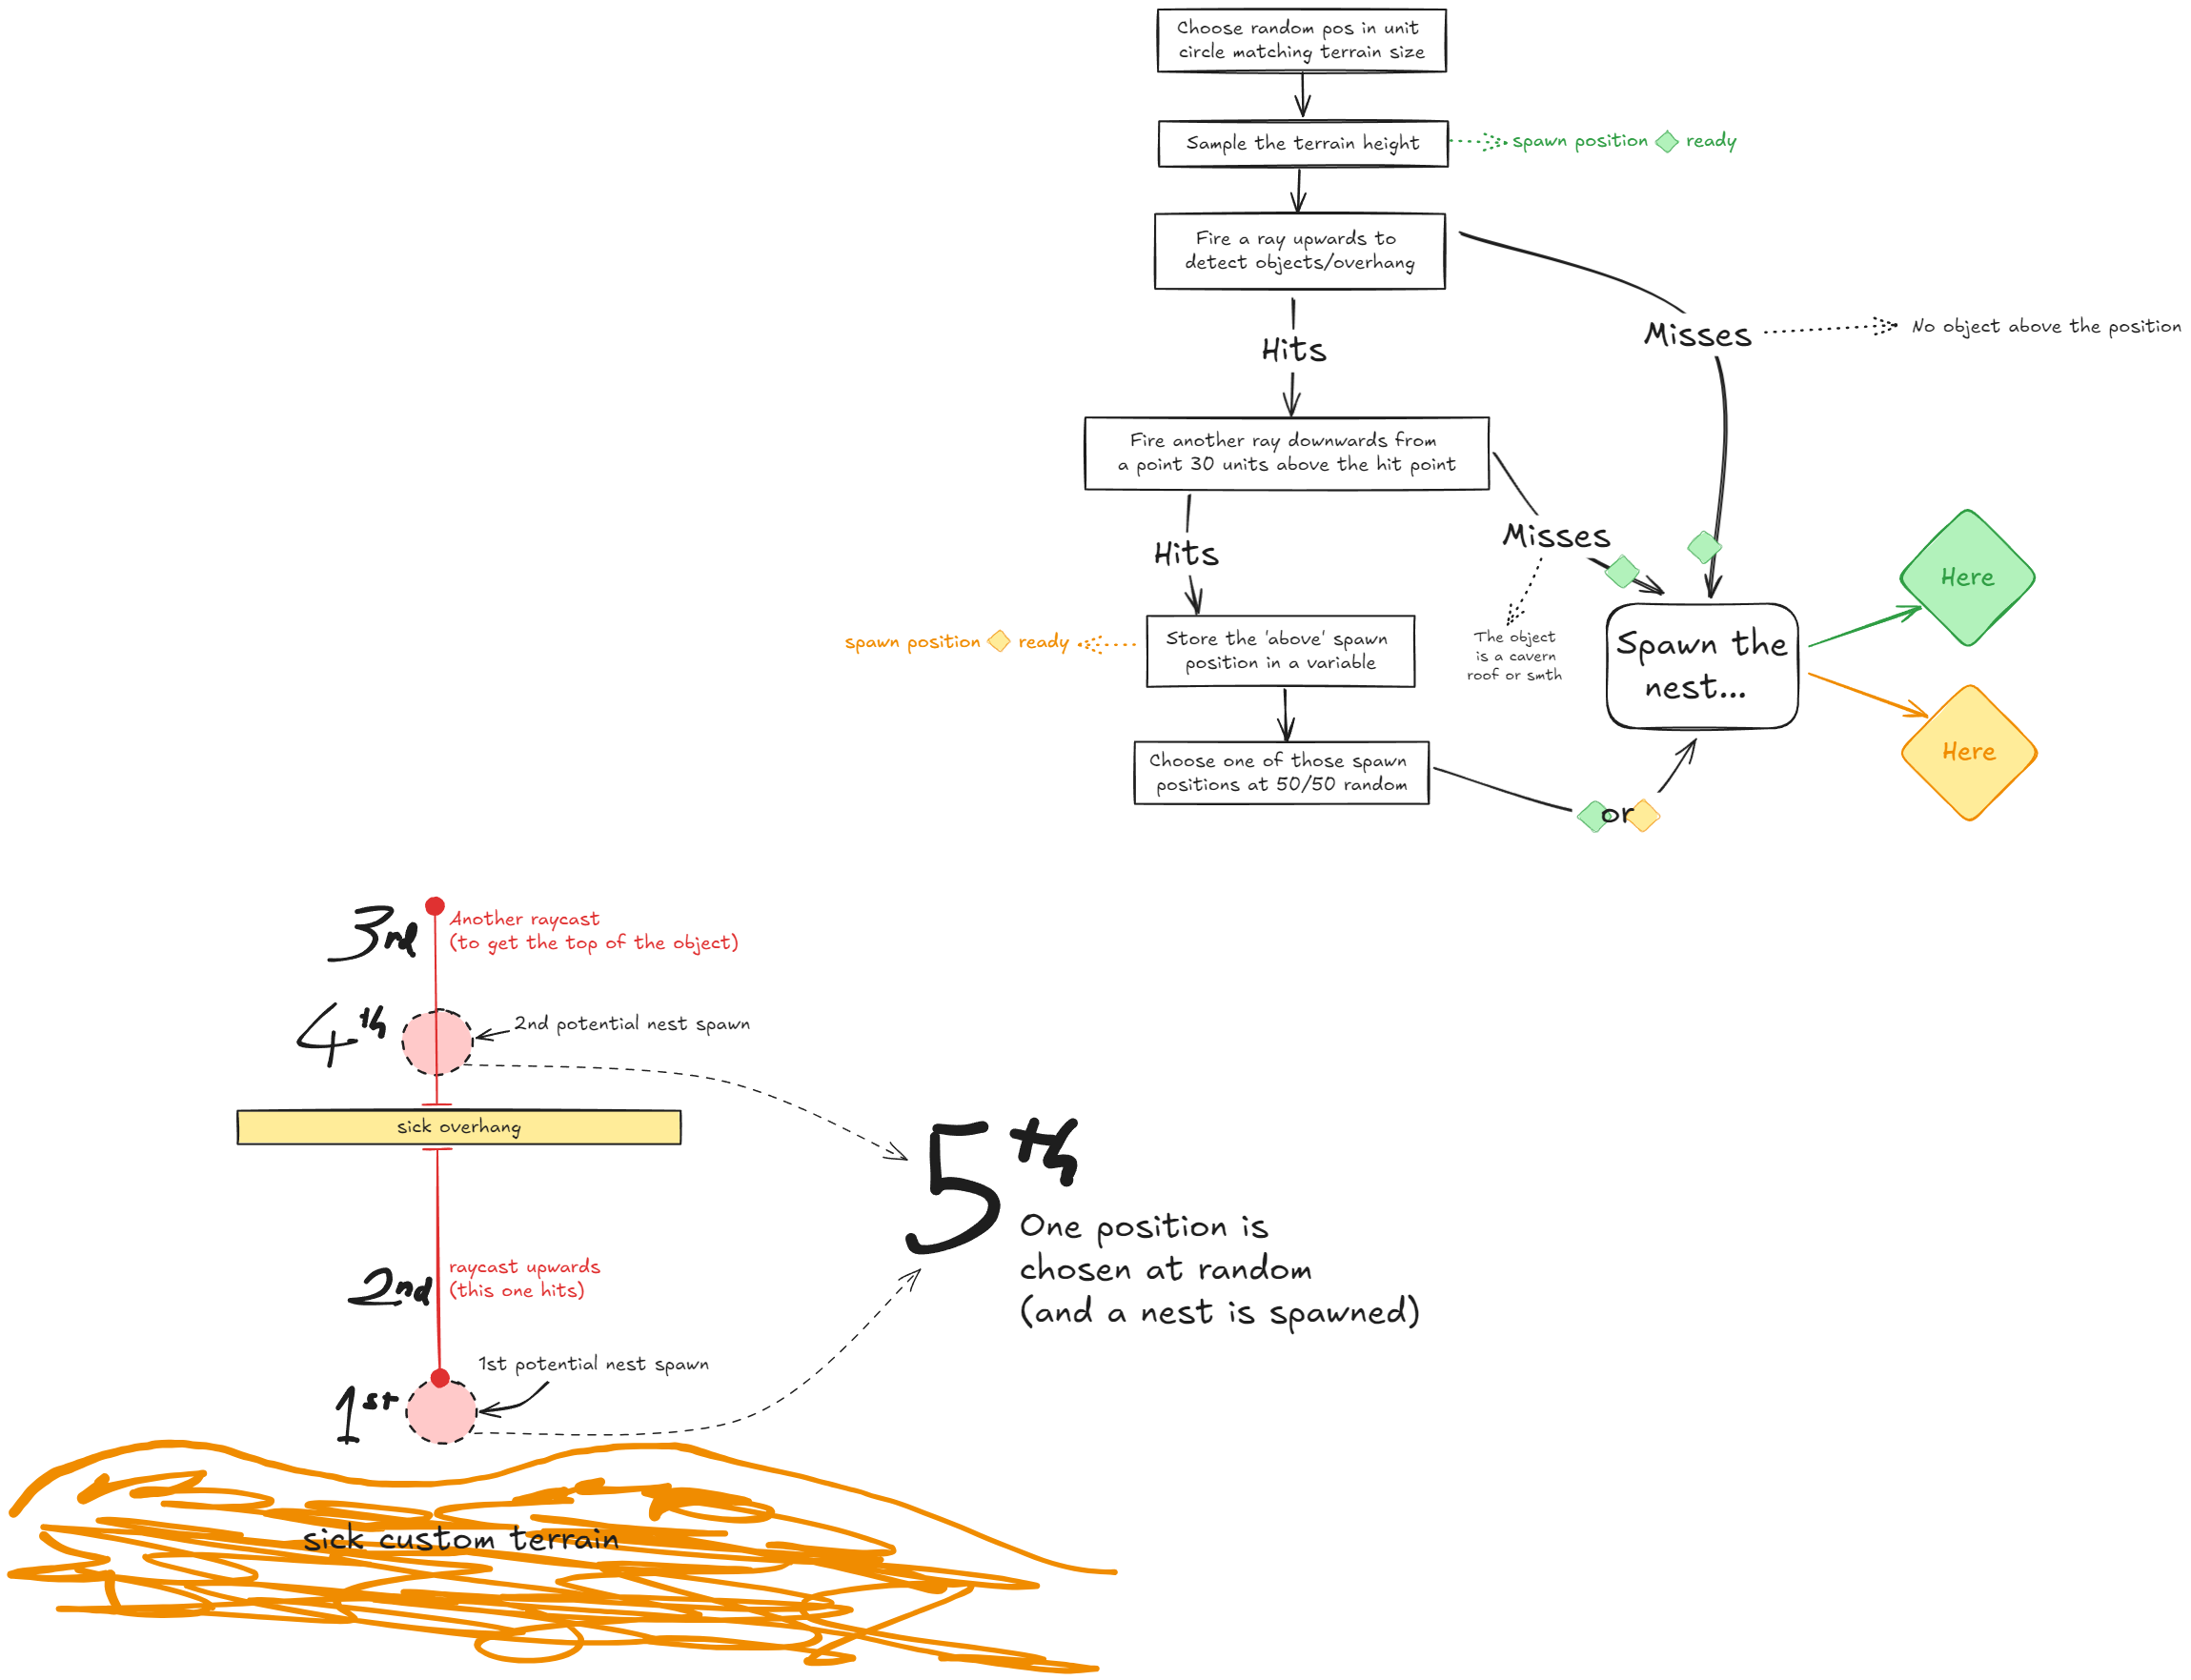 Choose random pos in unit
circle matching terrain size
Sample the terrain height
spawn position ready
Fire a ray upwards to
detect objects/overhang
Misses
No object above the position
Hits
Fire another ray downwards from
a point 30 units above the hit point
Misses
Hits
The object
is a cavern
roof or smth
Store the 'above' spawn
position in a variable
spawn position ready
Choose one of those spawn
positions at 50/50 random
or
Spawn the
nest...
Here
Here
3rd
Another raycast
(to get the top of the object)
4th
2nd potential nest spawn
sick overhang
5th
One position is
chosen at random
(and a nest is spawned)
2nd
raycast upwards
(this one hits)
1st potential nest spawn
1st
sick custom terrain